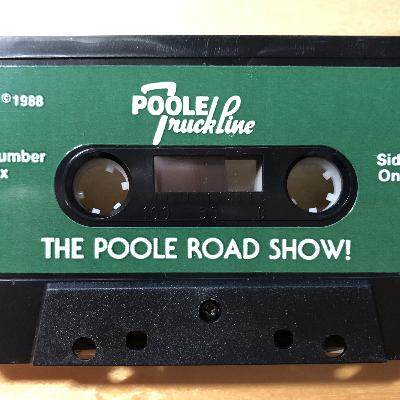 ©1988
POOLE
Truckline
umber
x
Sid
On
THE POOLE ROAD SHOW!